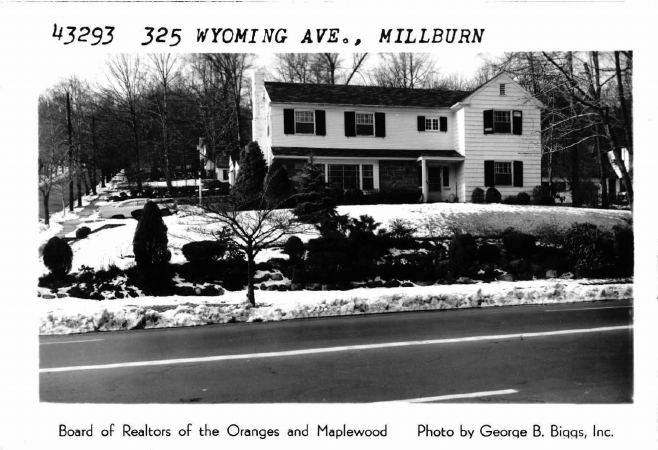 43293 325 WYOMING AVE., MILLBURN
Board of Realtors of the Oranges and Maplewood Photo by George B. Biggs, Inc.